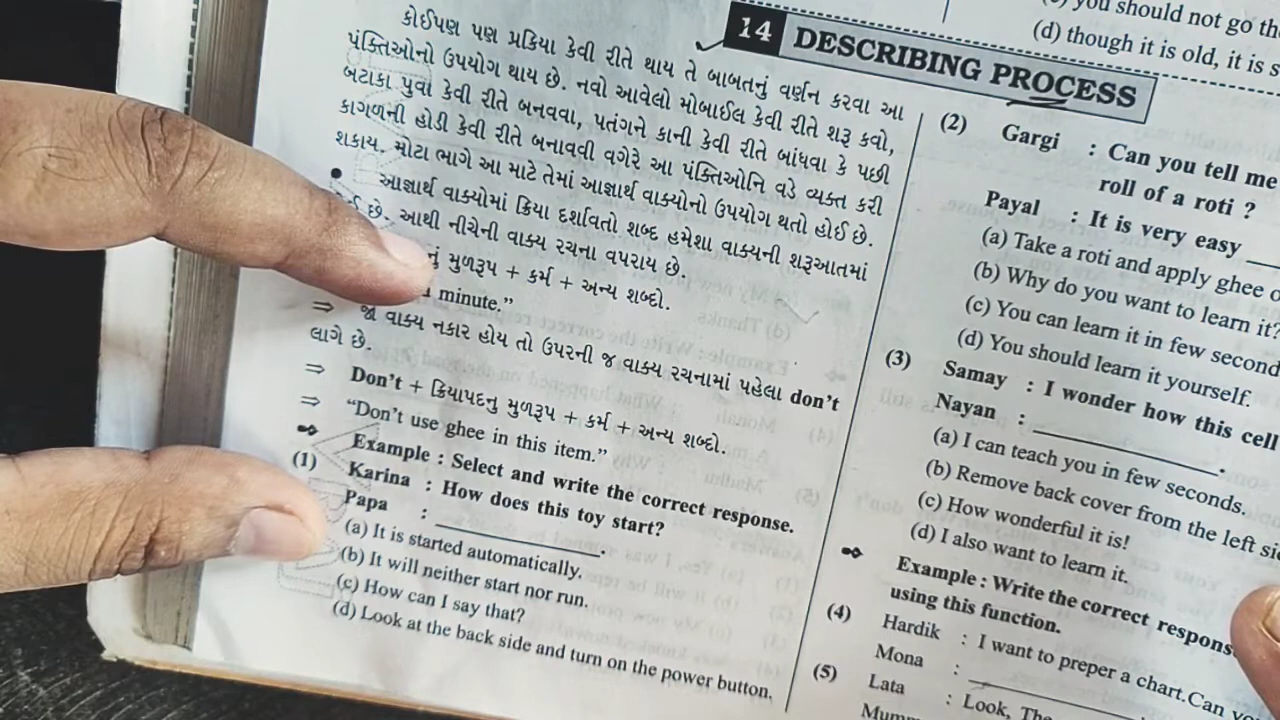 14 DESCRIBING PROCESS
કોઈપણ પણ પ્રક્રિયા કેવી રીતે થાય તે બાબતનું વર્ણન કરવા આ
પંક્તિઓનો ઉપયોગ થાય છે. નવો આવેલો મોબાઈલ કેવી રીતે શરૂ કવો,
બટાકા પુવા કેવી રીતે બનવવા, પતંગને કાની કેવી રીતે બાંધવા કે પછી
કાગળની હોડી કેવી રીતે બનાવવી વગેરે આ પંક્તિઓનિ વડે વ્યક્ત કરી
શકાય. મોટા ભાગે આ માટે તેમાં આજ્ઞાર્થ વાક્યોનો ઉપયોગ થતો હોઈ છે.
• આજ્ઞાર્થ વાક્યોમાં ક્રિયા દર્શાવતો શબ્દ હમેશા વાક્યની શરૂઆતમાં
છે. આથી નીચેની વાક્ય રચના વપરાય છે.
નું મુળરૂપ + કર્મ + અન્ય શબ્દો.
minute.”
⇒ જો વાક્ય નકાર હોય તો ઉપરની જ વાક્ય રચનામાં પહેલા don't
લાગે છે.
⇒ Don't + ક્રિયાપદનુ મુળરૂપ + કર્મ + અન્ય શબ્દો.
⇒ “Don't use ghee in this item.”
Example : Select and write the correct response.
(1) Karina : How does this toy start?
Papa : ____________.
(a) It is started automatically.
(b) It will neither start nor run.
(c) How can I say that?
(d) Look at the back side and turn on the power button.
you should not go
(d) though it is old, it is
(2) Gargi : Can you tell me
roll of a roti ?
Payal : It is very easy ___
(a) Take a roti and apply ghee
(b) Why do you want to learn it?
(c) You can learn it in few second
(d) You should learn it yourself.
(3) Samay : I wonder how this cell
Nayan : ____________.
(a) I can teach you in few seconds.
(b) Remove back cover from the left
(c) How wonderful it is!
(d) I also want to learn it.
Example : Write the correct respons
using this function.
(4) Hardik : I want to preper a chart. Can
Mona : ____________.
(5) Lata : Look, The